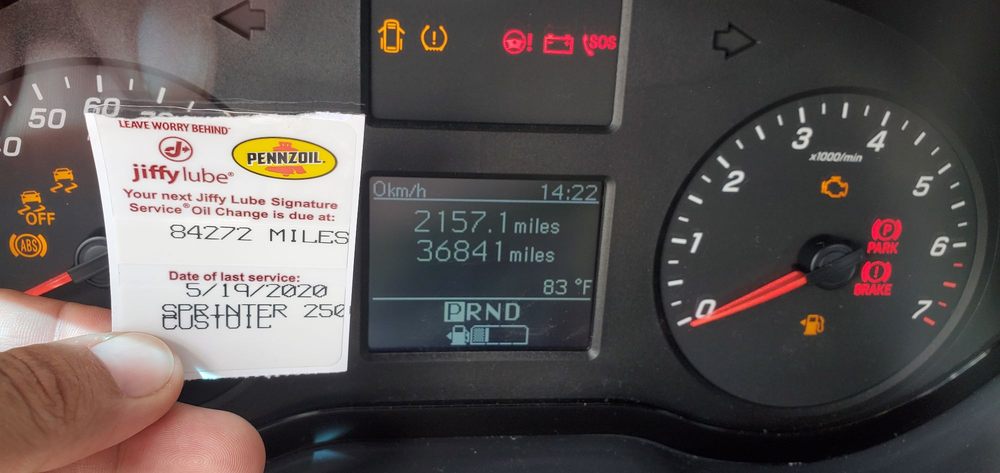 SOS
50
60
OFF
ABS
LEAVE WORRY BEHIND
jiffylube®
PENNZOIL
Your next Jiffy Lube Signature
Service® Oil Change is due at:
84272 MILES
Date of last service:
5/19/2020
SPRINTER 250
CUSTOIL
0km/h 14:22
2157.1 miles
36841 miles
83 °F
PRND
0
1
2
3
4
5
6
7
x1000/min
P
PARK
BRAKE